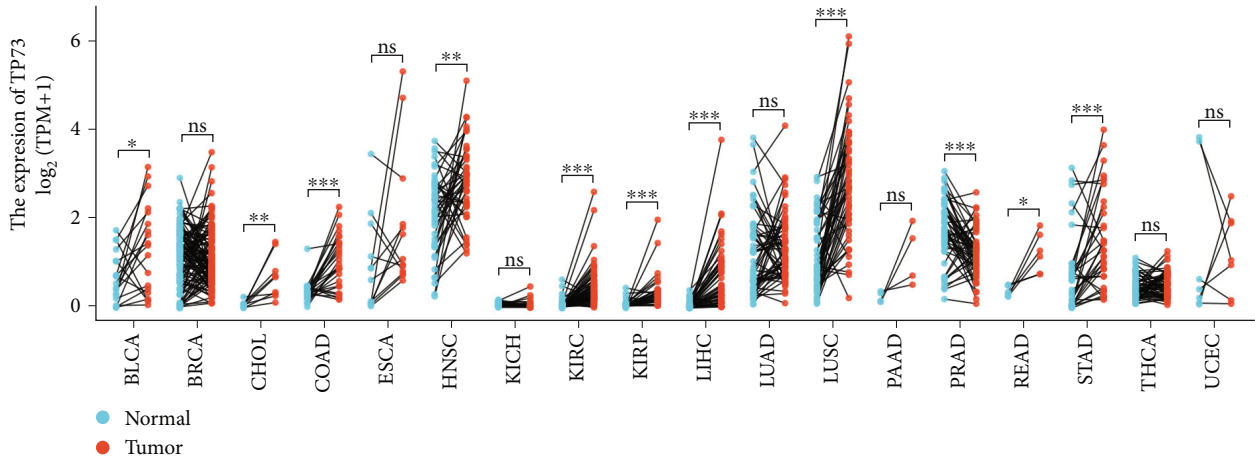 The expresion of TP73
log₂ (TPM+1)
6
4
2
0
*
ns
**
***
ns
**
ns
***
***
***
ns
***
ns
***
*
***
ns
ns
BLCA
BRCA
CHOL
COAD
ESCA
HNSC
KICH
KIRC
KIRP
LIHC
LUAD
LUSC
PAAD
PRAD
READ
STAD
THCA
UCEC
Normal
Tumor